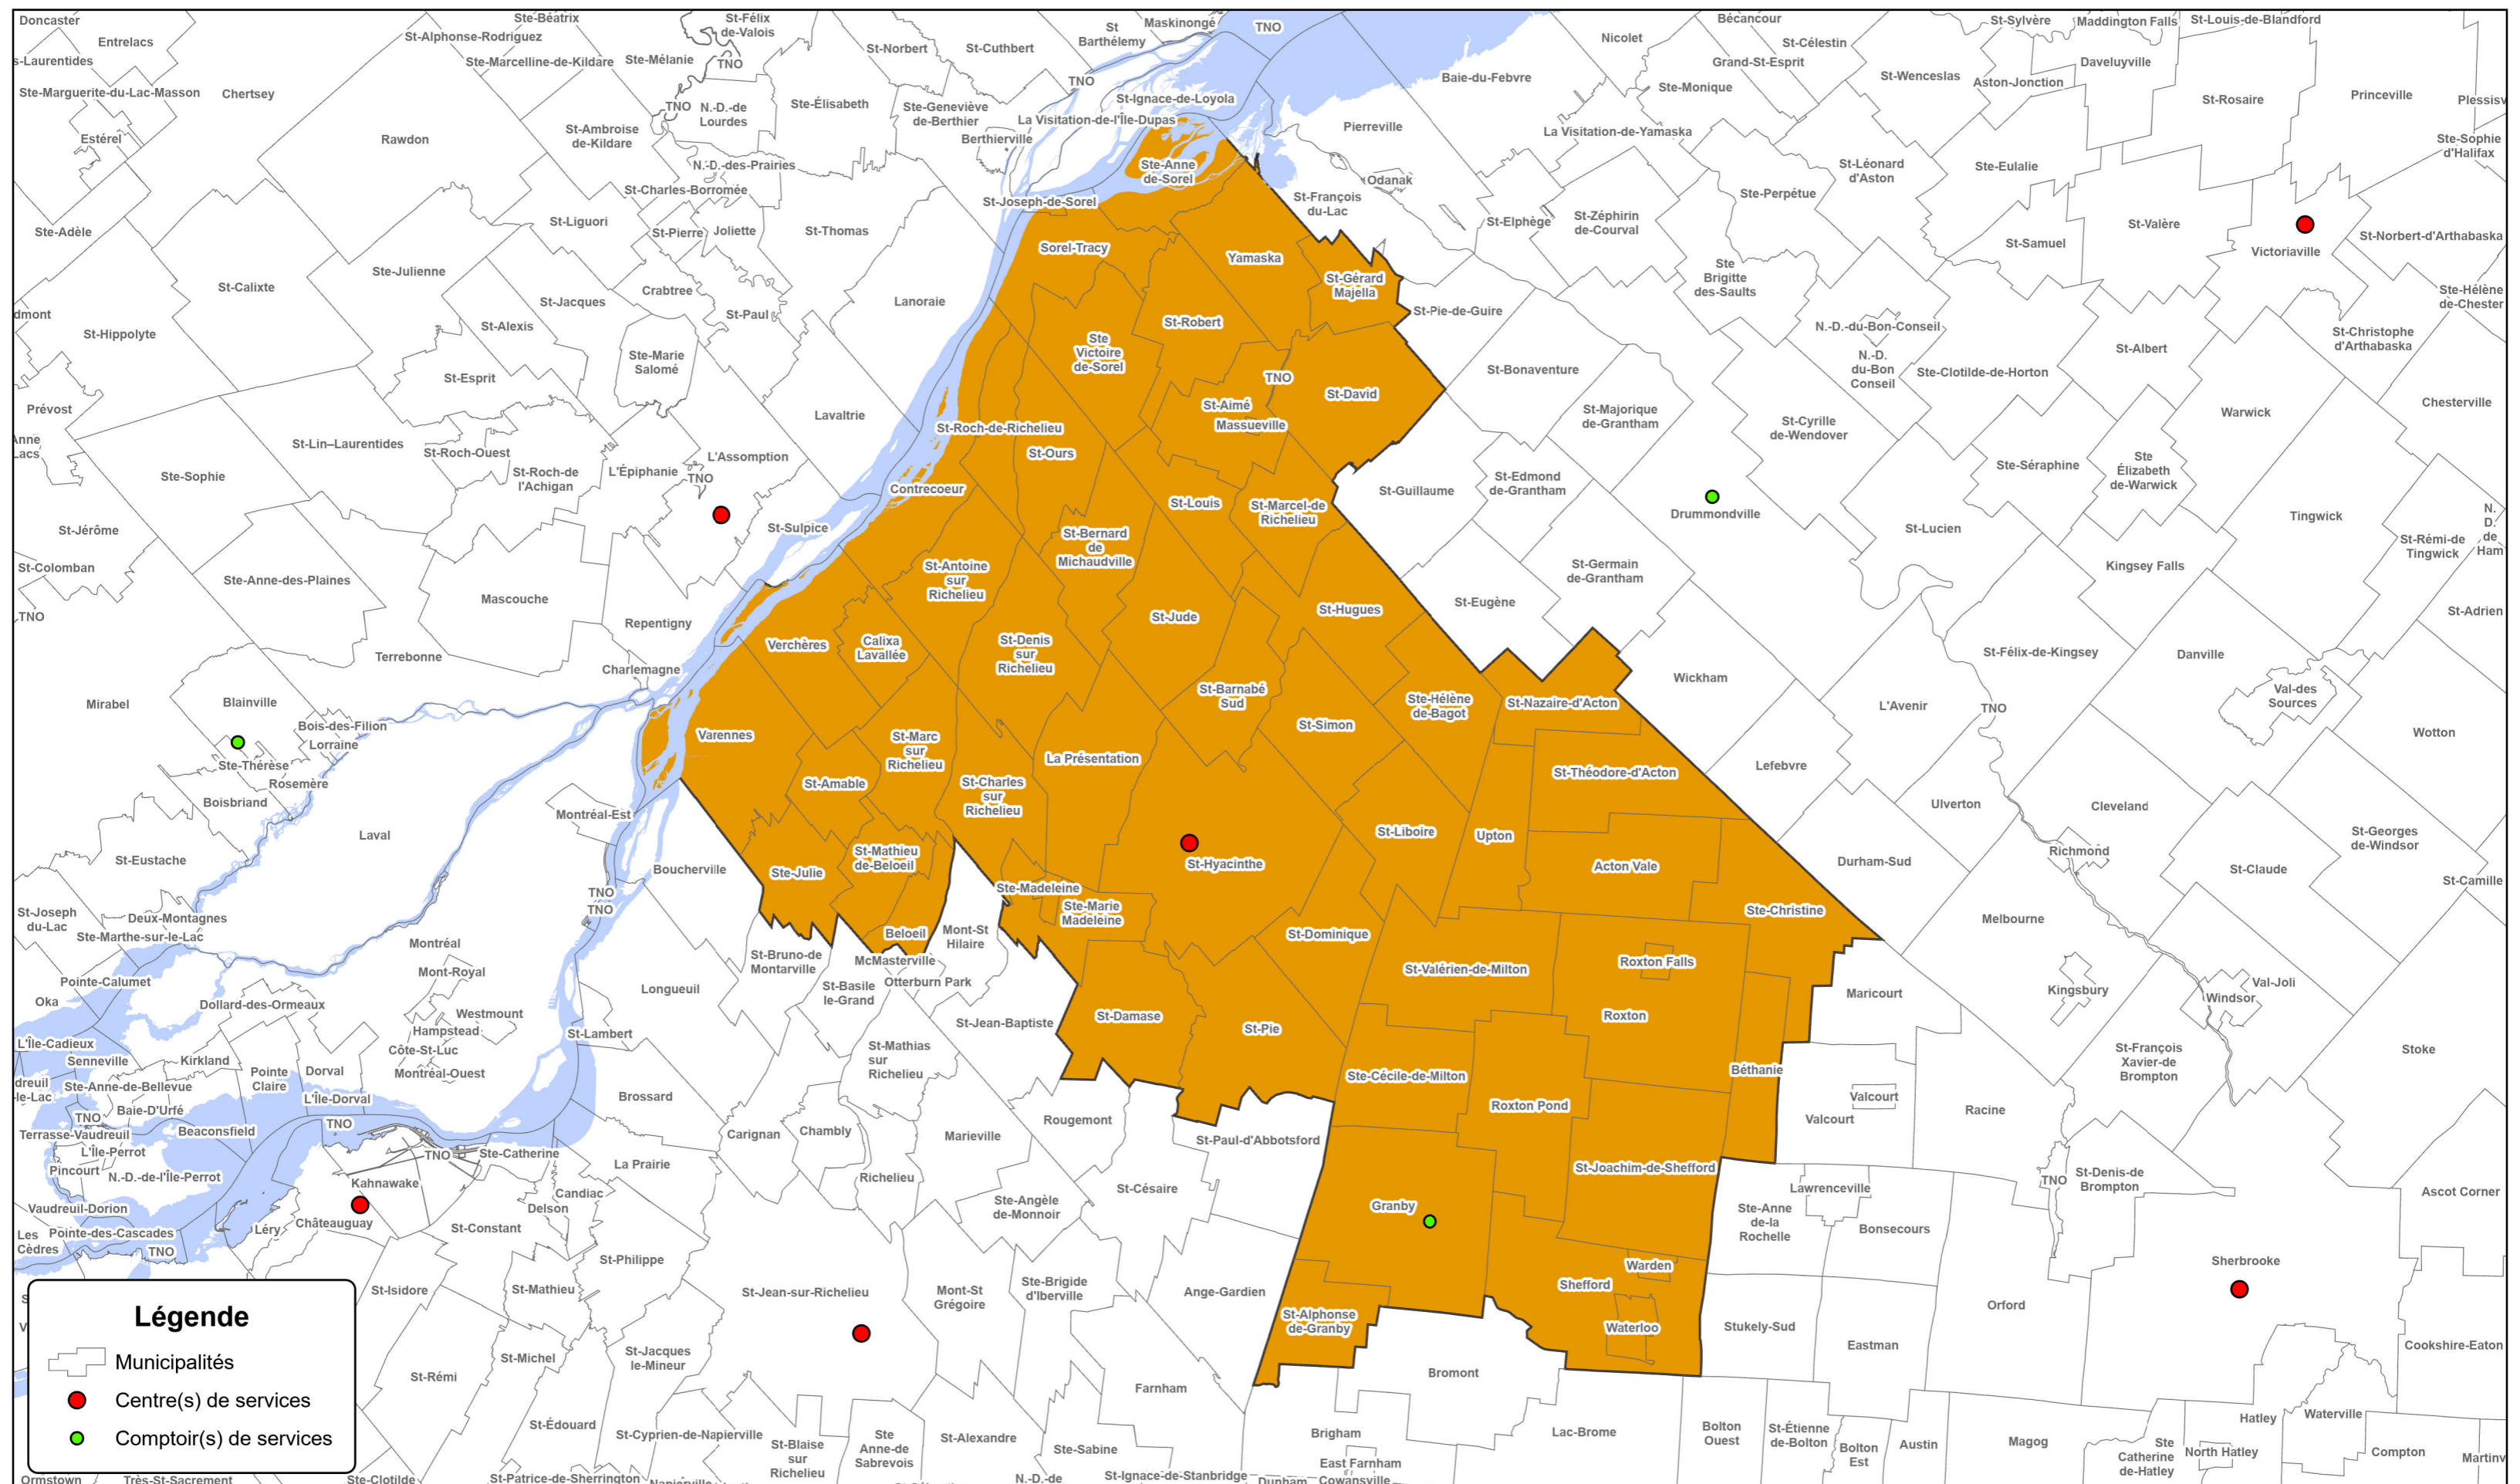 Doncaster
Entrelacs
s-Laurentides
Ste-Marguerite-du-Lac-Masson
Chertsey
Estérel
Ste-Adèle
St-Alphonse-Rodriguez
Ste-Béatrix
Ste-Marcelline-de-Kildare
Ste-Mélanie
St-Félix
de-Valois
TNO
Rawdon
St-Ambroise
de-Kildare
TNO
N.-D.-de
Lourdes
Ste-Élisabeth
St-Norbert
St-Cuthbert
St
Barthélemy
Maskinongé
TNO
TNO
Ste-Geneviève
de-Berthier
Berthierville
La Visitation-de-l'Île-Dupas
St-Ignace-de-Loyola
N.-D.-des-Prairies
St-Charles-Borromée
St-Liguori
St-Pierre
Joliette
St-Thomas
St-Joseph-de-Sorel
Ste-Anne
de-Sorel
Baie-du-Febvre
Pierreville
Odanak
St-François
du-Lac
Nicolet
Bécancour
St-Célestin
Grand-St-Esprit
Ste-Monique
La Visitation-de-Yamaska
St-Elphège
St-Zéphirin
de-Courval
Ste-Perpétue
St-Léonard
d'Aston
St-Wenceslas
Aston-Jonction
St-Sylvère
Maddington Falls
St-Louis-de-Blandford
Daveluyville
St-Rosaire
Princeville
Plessisv
Ste-Sophie
d'Halifax
Ste-Eulalie
St-Samuel
St-Valère
Victoriaville
St-Norbert-d'Arthabaska
Ste-Hélène
de-Chester
St-Christophe
d'Arthabaska
Ste
Brigitte
des-Saults
N.-D.-du-Bon-Conseil
N.-D.
du-Bon
Conseil
Ste-Clotilde-de-Horton
St-Albert
Warwick
Chesterville
St-Calixte
Ste-Julienne
St-Jacques
Crabtree
St-Paul
Lanoraie
Sorel-Tracy
Yamaska
St-Gérard
Majella
St-Pie-de-Guire
dmont
St-Hippolyte
St-Alexis
Ste-Marie
Salomé
St-Esprit
Ste
Victoire
de-Sorel
St-Robert
TNO
St-David
St-Bonaventure
St-Majorique
de-Grantham
St-Cyrille
de-Wendover
Prévost
Anne
Lacs
St-Lin--Laurentides
St-Roch-Ouest
St-Roch-de
l'Achigan
L'Épiphanie
L'Assomption
TNO
Lavaltrie
St-Roch-de-Richelieu
St-Ours
St-Aimé
Massueville
Ste-Sophie
Contrecoeur
St-Louis
St-Marcel-de
Richelieu
St-Guillaume
St-Edmond
de-Grantham
Drummondville
Ste-Séraphine
Ste
Élizabeth
de-Warwick
St-Lucien
Tingwick
St-Rémi-de
Tingwick
N.
D.
de
Ham
St-Jérôme
St-Colomban
TNO
Ste-Anne-des-Plaines
Mascouche
St-Sulpice
Repentigny
St-Antoine
sur
Richelieu
St-Bernard
de
Michaudville
St-Jude
St-Hugues
St-Eugène
St-Germain
de-Grantham
Kingsey Falls
St-Adrien
Terrebonne
Charlemagne
Verchères
Calixa
Lavallée
St-Denis
sur
Richelieu
St-Barnabé
Sud
St-Simon
Ste-Hélène
de-Bagot
St-Nazaire-d'Acton
Wickham
L'Avenir
TNO
St-Félix-de-Kingsey
Danville
Val-des
Sources
Wotton
Mirabel
Blainville
Bois-des-Filion
Lorraine
Ste-Thérèse
Rosemère
Boisbriand
Laval
Montréal-Est
Varennes
St-Amable
St-Marc
sur
Richelieu
St-Charles
sur
Richelieu
La Présentation
St-Théodore-d'Acton
Lefebvre
Ulverton
Cleveland
St-Georges
de-Windsor
St-Eustache
Boucherville
Ste-Julie
St-Mathieu
de-Beloeil
St-Hyacinthe
St-Liboire
Upton
Acton Vale
Durham-Sud
Richmond
St-Claude
St-Camille
St-Joseph
du-Lac
Deux-Montagnes
Ste-Marthe-sur-le-Lac
TNO
TNO
Ste-Madeleine
Ste-Marie
Madeleine
Ste-Christine
Melbourne
Montréal
Beloeil
Mont-St
Hilaire
St-Dominique
St-Bruno-de
Montarville
McMasterville
Otterburn Park
St-Basile
le-Grand
St-Valérien-de-Milton
Roxton Falls
Maricourt
Kingsbury
Windsor
Val-Joli
Pointe-Calumet
Oka
Mont-Royal
Dollard-des-Ormeaux
Westmount
Hampstead
Côte-St-Luc
Montréal-Ouest
Longueuil
St-Lambert
St-Jean-Baptiste
St-Damase
St-Pie
Roxton
L'Île-Cadieux
Senneville
Kirkland
Pointe
Claire
Dorval
L'Île-Dorval
St-Mathias
sur
Richelieu
Ste-Cécile-de-Milton
Béthanie
St-François
Xavier-de
Brompton
Stoke
dreuil
-le-Lac
Ste-Anne-de-Bellevue
Baie-D'Urfé
TNO
Terrasse-Vaudreuil
Beaconsfield
TNO
Brossard
Carignan
Chambly
Marieville
Rougemont
St-Paul-d'Abbotsford
Roxton Pond
Valcourt
Valcourt
Racine
L'Île-Perrot
Pincourt
N.-D.-de-l'Île-Perrot
TNO
Ste-Catherine
La Prairie
Kahnawake
Candiac
Delson
Richelieu
St-Césaire
St-Joachim-de-Shefford
Lawrenceville
TNO
St-Denis-de
Brompton
Ascot Corner
Vaudreuil-Dorion
Les
Cèdres
Pointe-des-Cascades
TNO
Léry
Châteauguay
St-Constant
Ste-Angèle
de-Monnoir
Granby
Ste-Anne
de-la
Rochelle
Bonsecours
St-Philippe
Sherbrooke
St-Isidore
St-Mathieu
St-Jean-sur-Richelieu
Mont-St
Grégoire
Ste-Brigide
d'Iberville
Ange-Gardien
St-Alphonse
de-Granby
Shefford
Warden
Waterloo
Stukely-Sud
Eastman
Orford
Cookshire-Eaton
St-Rémi
St-Michel
St-Jacques
le-Mineur
Farnham
Bromont
St-Édouard
St-Cyprien-de-Napierville
St-Blaise
sur
Richelieu
Ste
Anne-de
Sabrevois
St-Alexandre
Ste-Sabine
Brigham
Lac-Brome
Bolton
Ouest
St-Étienne
de-Bolton
Bolton
Est
Austin
Magog
Hatley
Waterville
Ste
Catherine
de-Hatley
North Hatley
Compton
Martinv
Ormstown
Très-St-Sacrement
Ste-Clotilde
St-Patrice-de-Sherrington
Napierville
N.-D.-de
St-Ignace-de-Stanbridge
Dunham
East Farnham
Cowansville
Légende
Municipalités
Centre(s) de services
Comptoir(s) de services